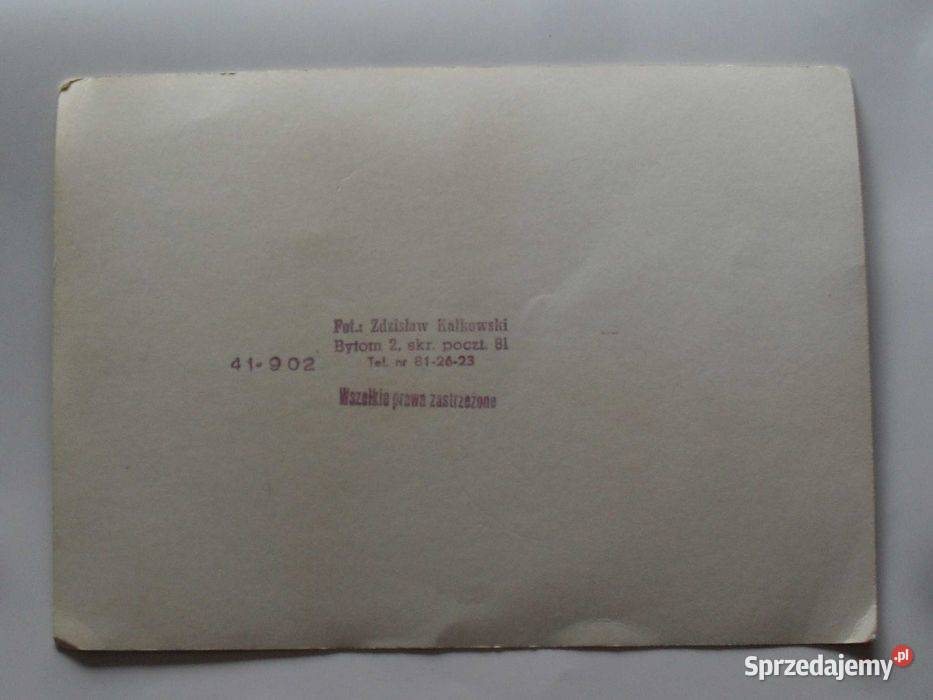 Fot.: Zdzisław Kałkowski
Bytom 2, skr. poczt. 81
41-902
Tel. nr 81-26-23
Wszelkie prawa zastrzeżone
Sprzedajemy.pl